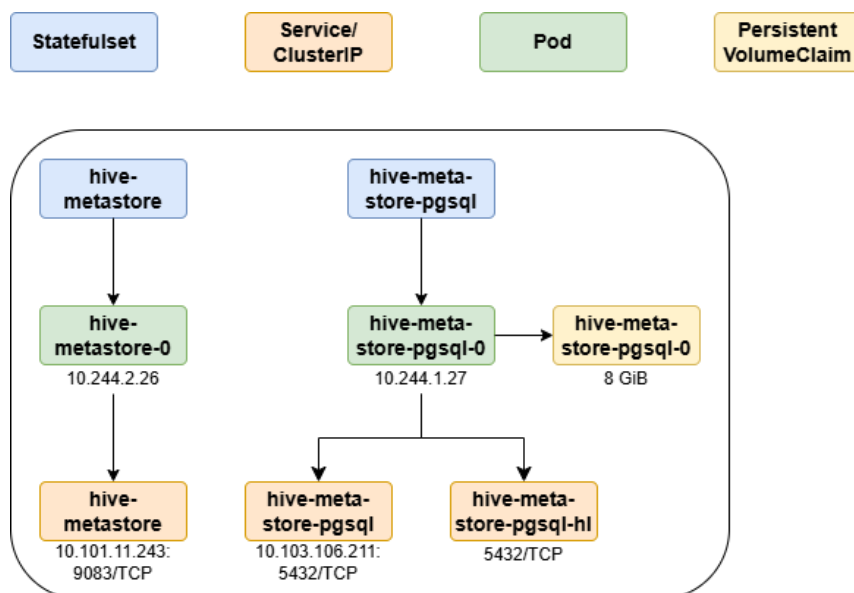 Statefulset
Service/
ClusterIP
Pod
Persistent
VolumeClaim
hive-
metastore
hive-meta-
store-pgsql
hive-
metastore-0
10.244.2.26
hive-meta-
store-pgsql-0
10.244.1.27
hive-meta-
store-pgsql-0
8 GiB
hive-
metastore
10.101.11.243:
9083/TCP
hive-meta-
store-pgsql
10.103.106.211:
5432/TCP
hive-meta-
store-pgsql-hl
5432/TCP